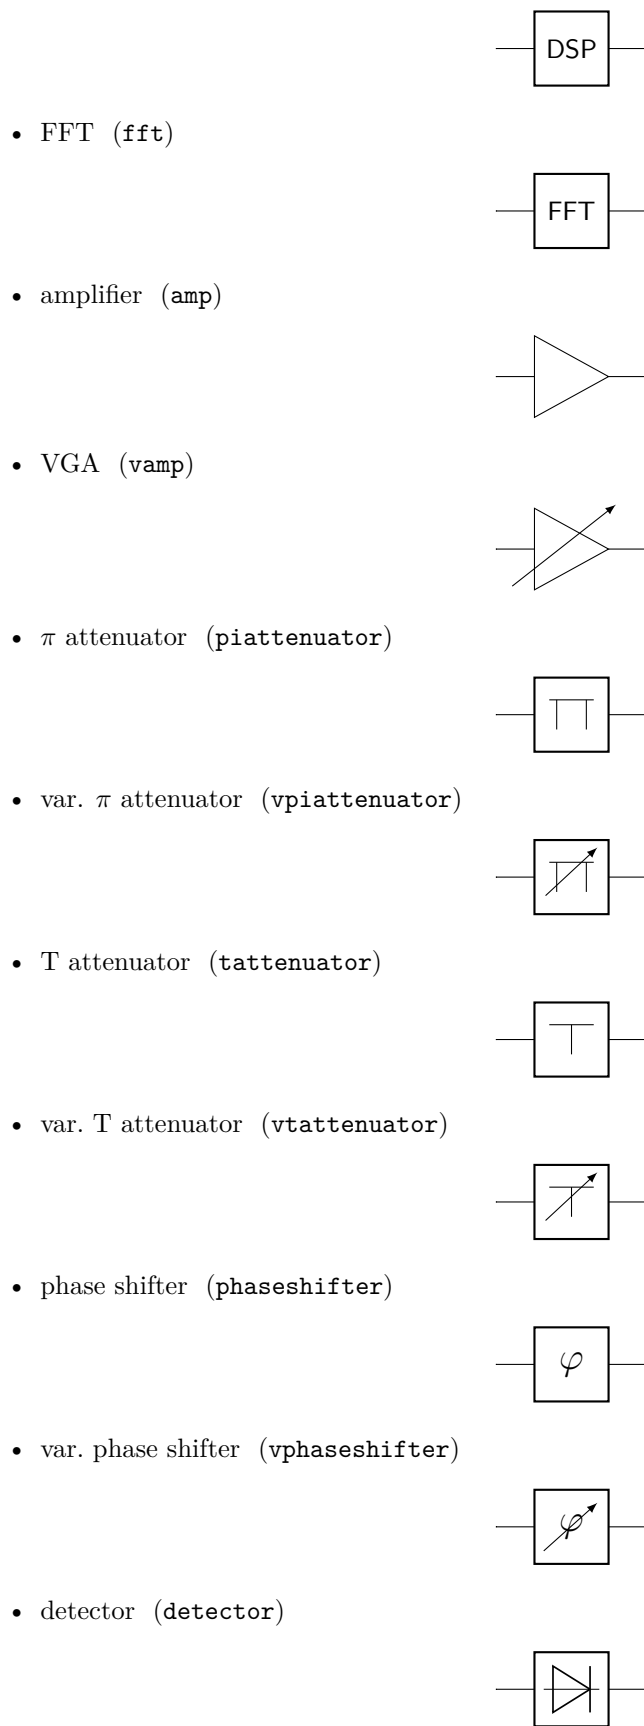 DSP
• FFT (fft)
FFT
• amplifier (amp)
• VGA (vamp)
• π attenuator (piattenuator)
• var. π attenuator (vpiattenuator)
• T attenuator (tattenuator)
• var. T attenuator (vtattenuator)
• phase shifter (phaseshifter)
φ
• var. phase shifter (vphaseshifter)
φ
• detector (detector)